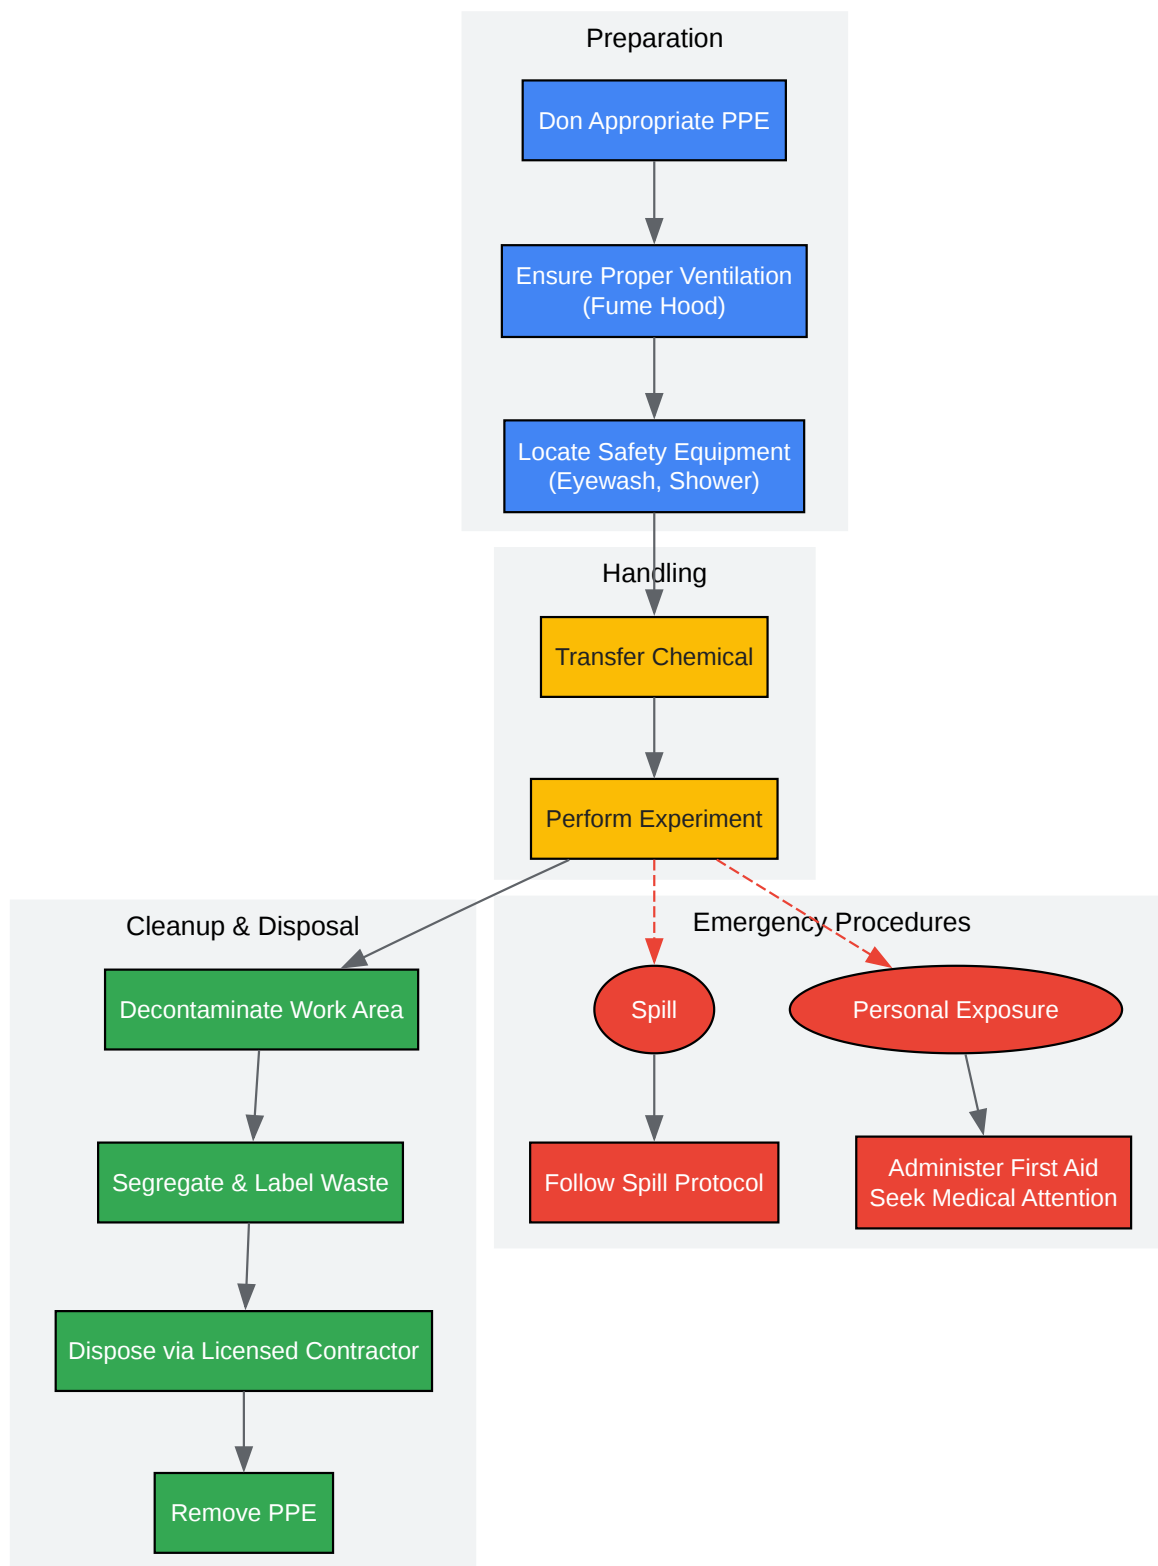 Preparation
Don Appropriate PPE
Ensure Proper Ventilation
(Fume Hood)
Locate Safety Equipment
(Eyewash, Shower)
Handling
Transfer Chemical
Perform Experiment
Cleanup & Disposal
Decontaminate Work Area
Segregate & Label Waste
Dispose via Licensed Contractor
Remove PPE
Emergency Procedures
Spill
Follow Spill Protocol
Personal Exposure
Administer First Aid
Seek Medical Attention